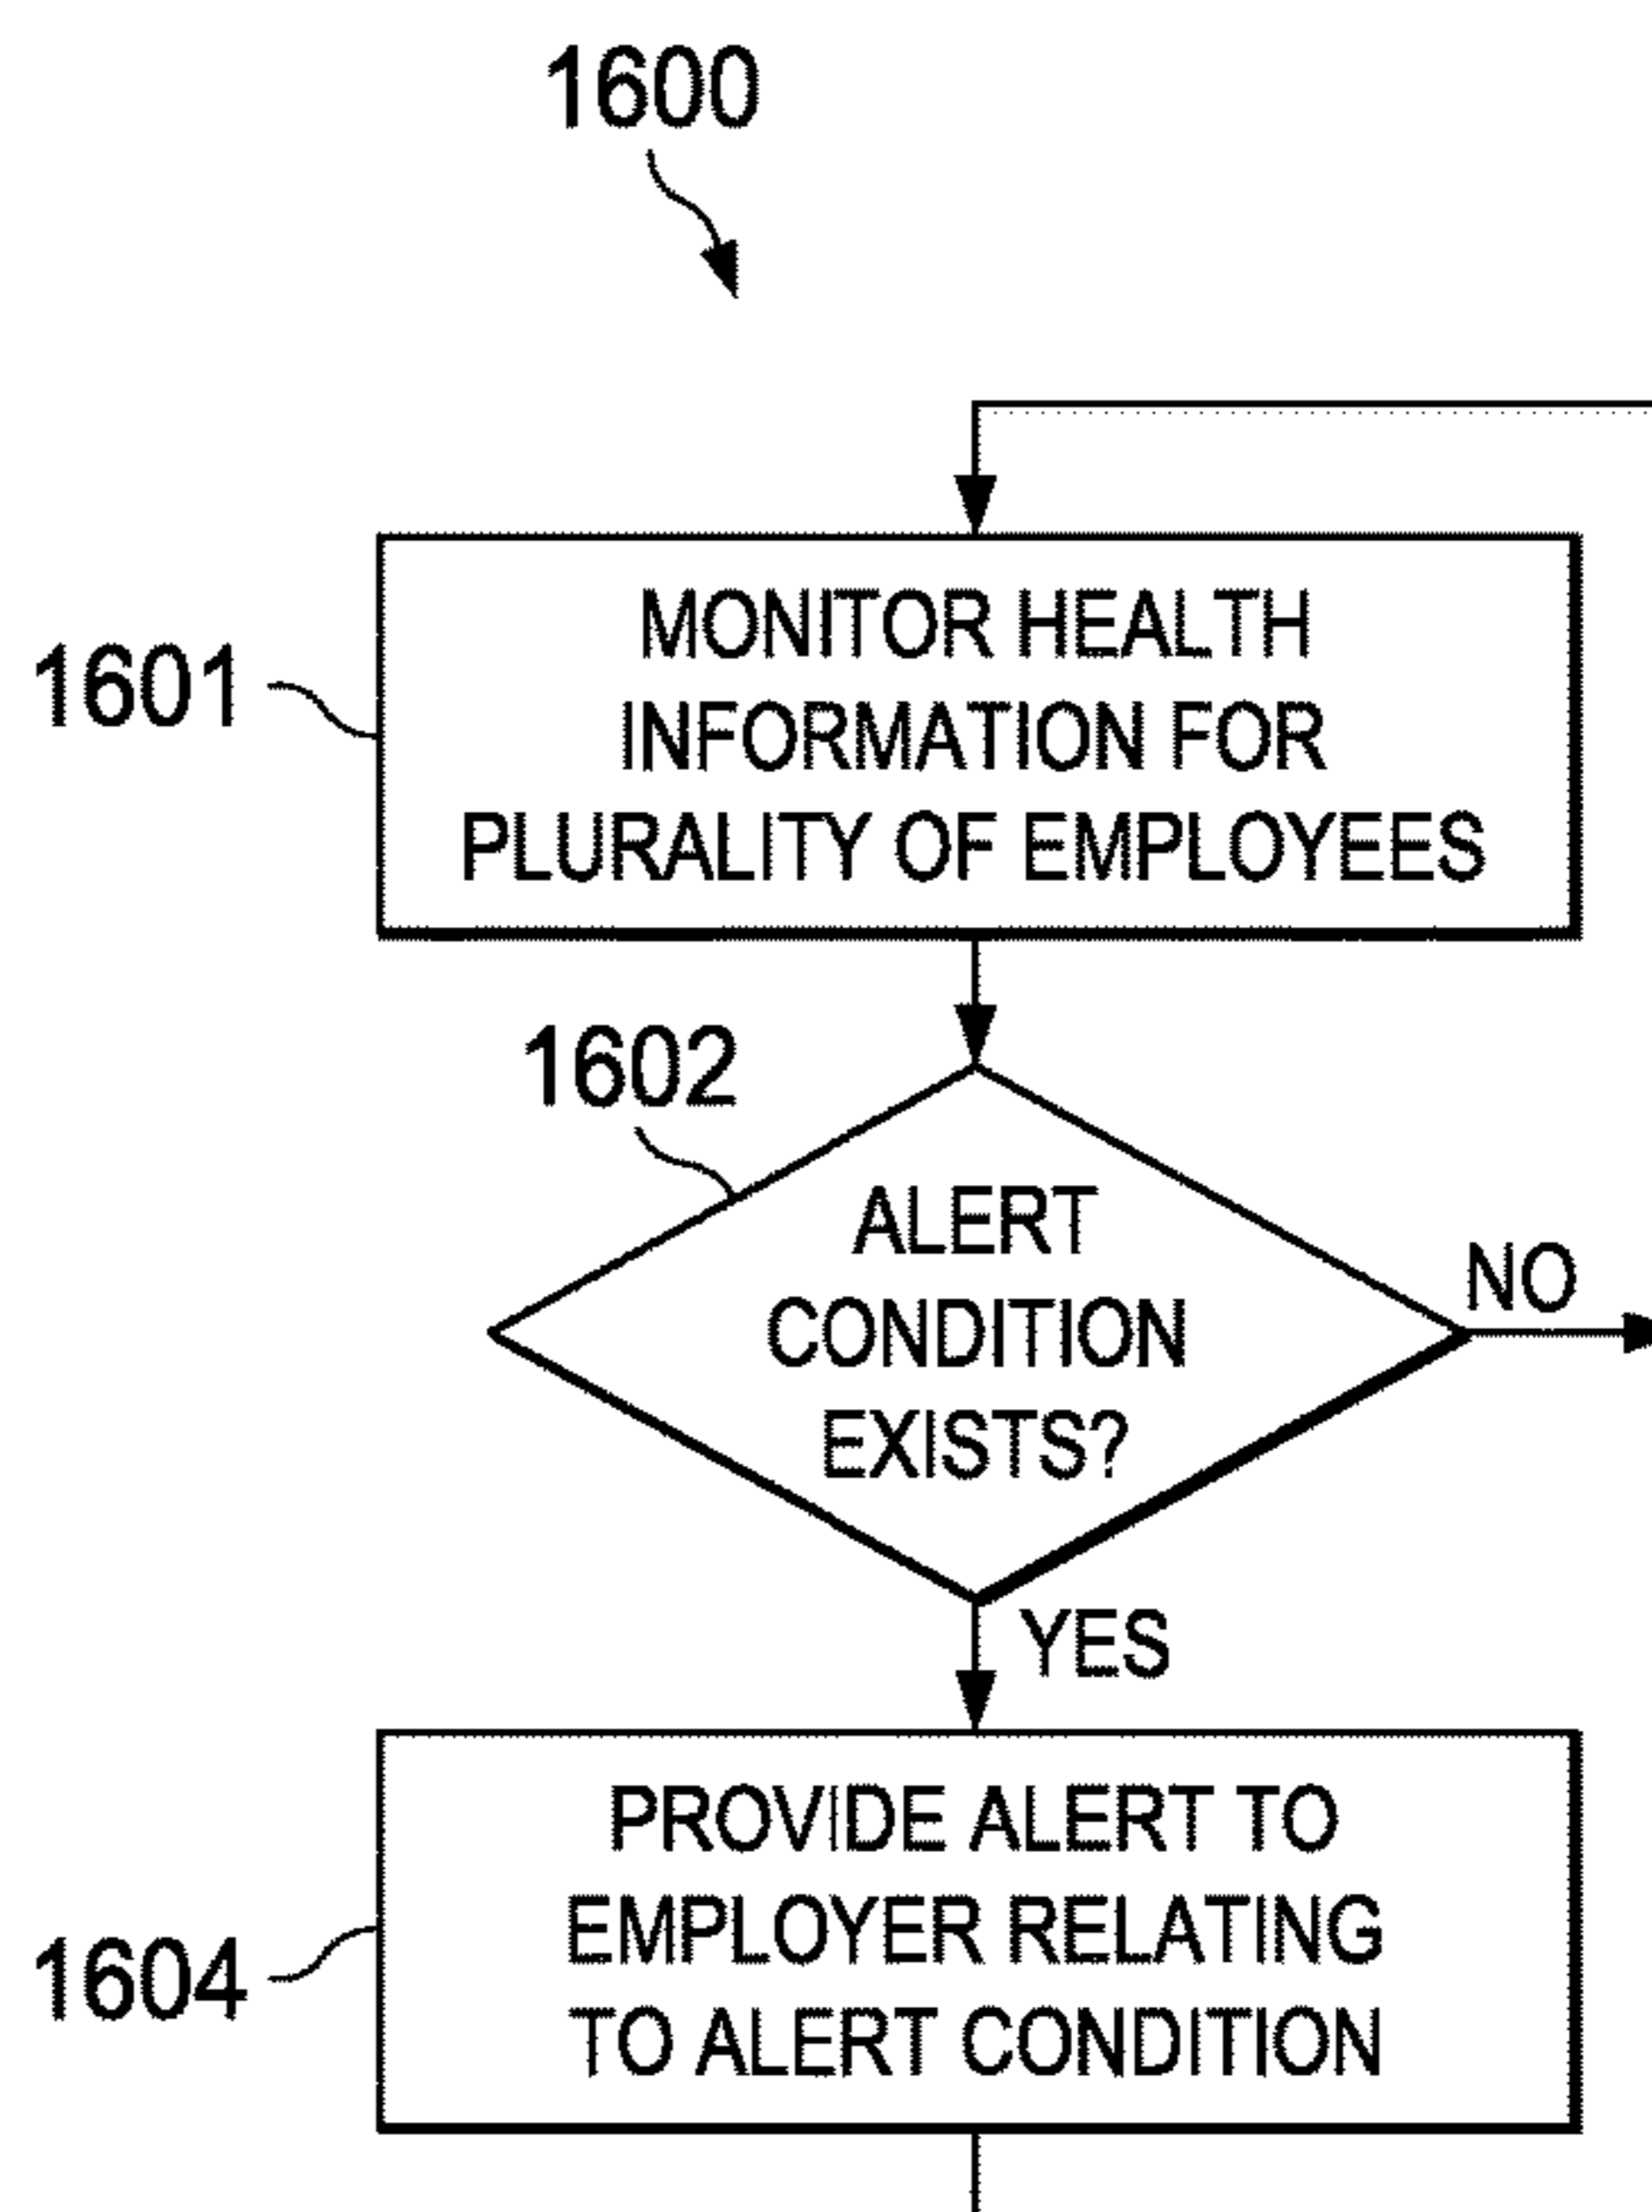 1600
MONITOR HEALTH
INFORMATION FOR
PLURALITY OF EMPLOYEES
1601
1602
ALERT
CONDITION
EXISTS?
NO
YES
PROVIDE ALERT TO
EMPLOYER RELATING
TO ALERT CONDITION
1604